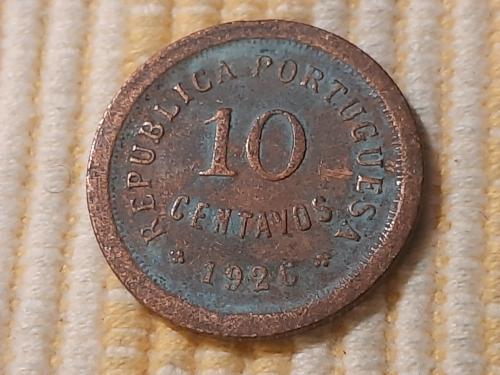 REPUBLICA PORTUGUESA
10
CENTAVOS
* 1926 *